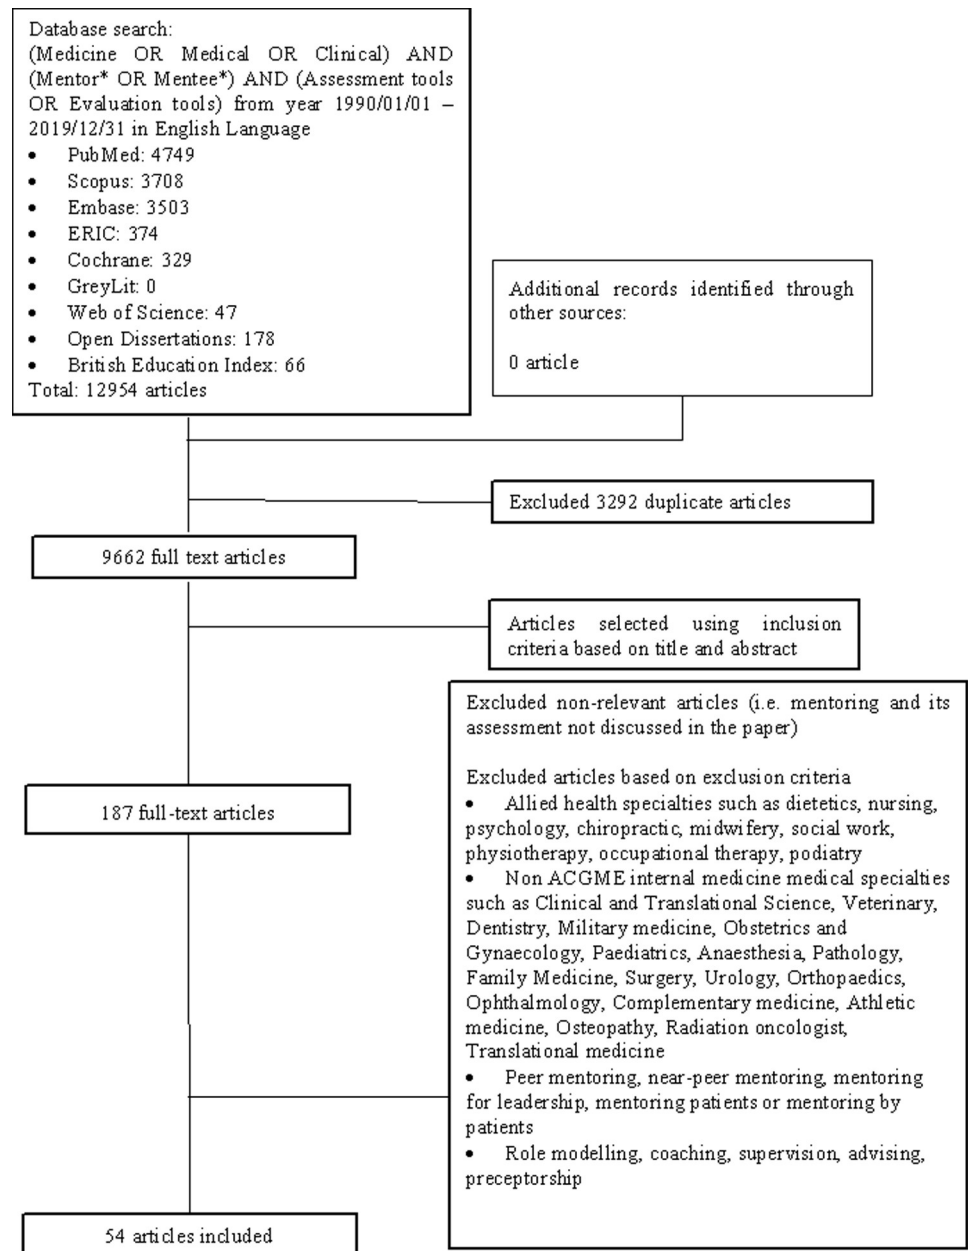 Database search:
(Medicine OR Medical OR Clinical) AND
(Mentor* OR Mentee*) AND (Assessment tools
OR Evaluation tools) from year 1990/01/01 –
2019/12/31 in English Language
• PubMed: 4749
• Scopus: 3708
• Embase: 3503
• ERIC: 374
• Cochrane: 329
• GreyLit: 0
• Web of Science: 47
• Open Dissertations: 178
• British Education Index: 66
Total: 12954 articles
Additional records identified through
other sources:
0 article
Excluded 3292 duplicate articles
9662 full text articles
Articles selected using inclusion
criteria based on title and abstract
187 full-text articles
Excluded non-relevant articles (i.e. mentoring and its
assessment not discussed in the paper)
Excluded articles based on exclusion criteria
• Allied health specialties such as dietetics, nursing,
psychology, chiropractic, midwifery, social work,
physiotherapy, occupational therapy, podiatry
• Non ACGME internal medicine medical specialties
such as Clinical and Translational Science, Veterinary,
Dentistry, Military medicine, Obstetrics and
Gynaecology, Paediatrics, Anaesthesia, Pathology,
Family Medicine, Surgery, Urology, Orthopaedics,
Ophthalmology, Complementary medicine, Athletic
medicine, Osteopathy, Radiation oncologist,
Translational medicine
• Peer mentoring, near-peer mentoring, mentoring
for leadership, mentoring patients or mentoring by
patients
• Role modelling, coaching, supervision, advising,
preceptorship
54 articles included